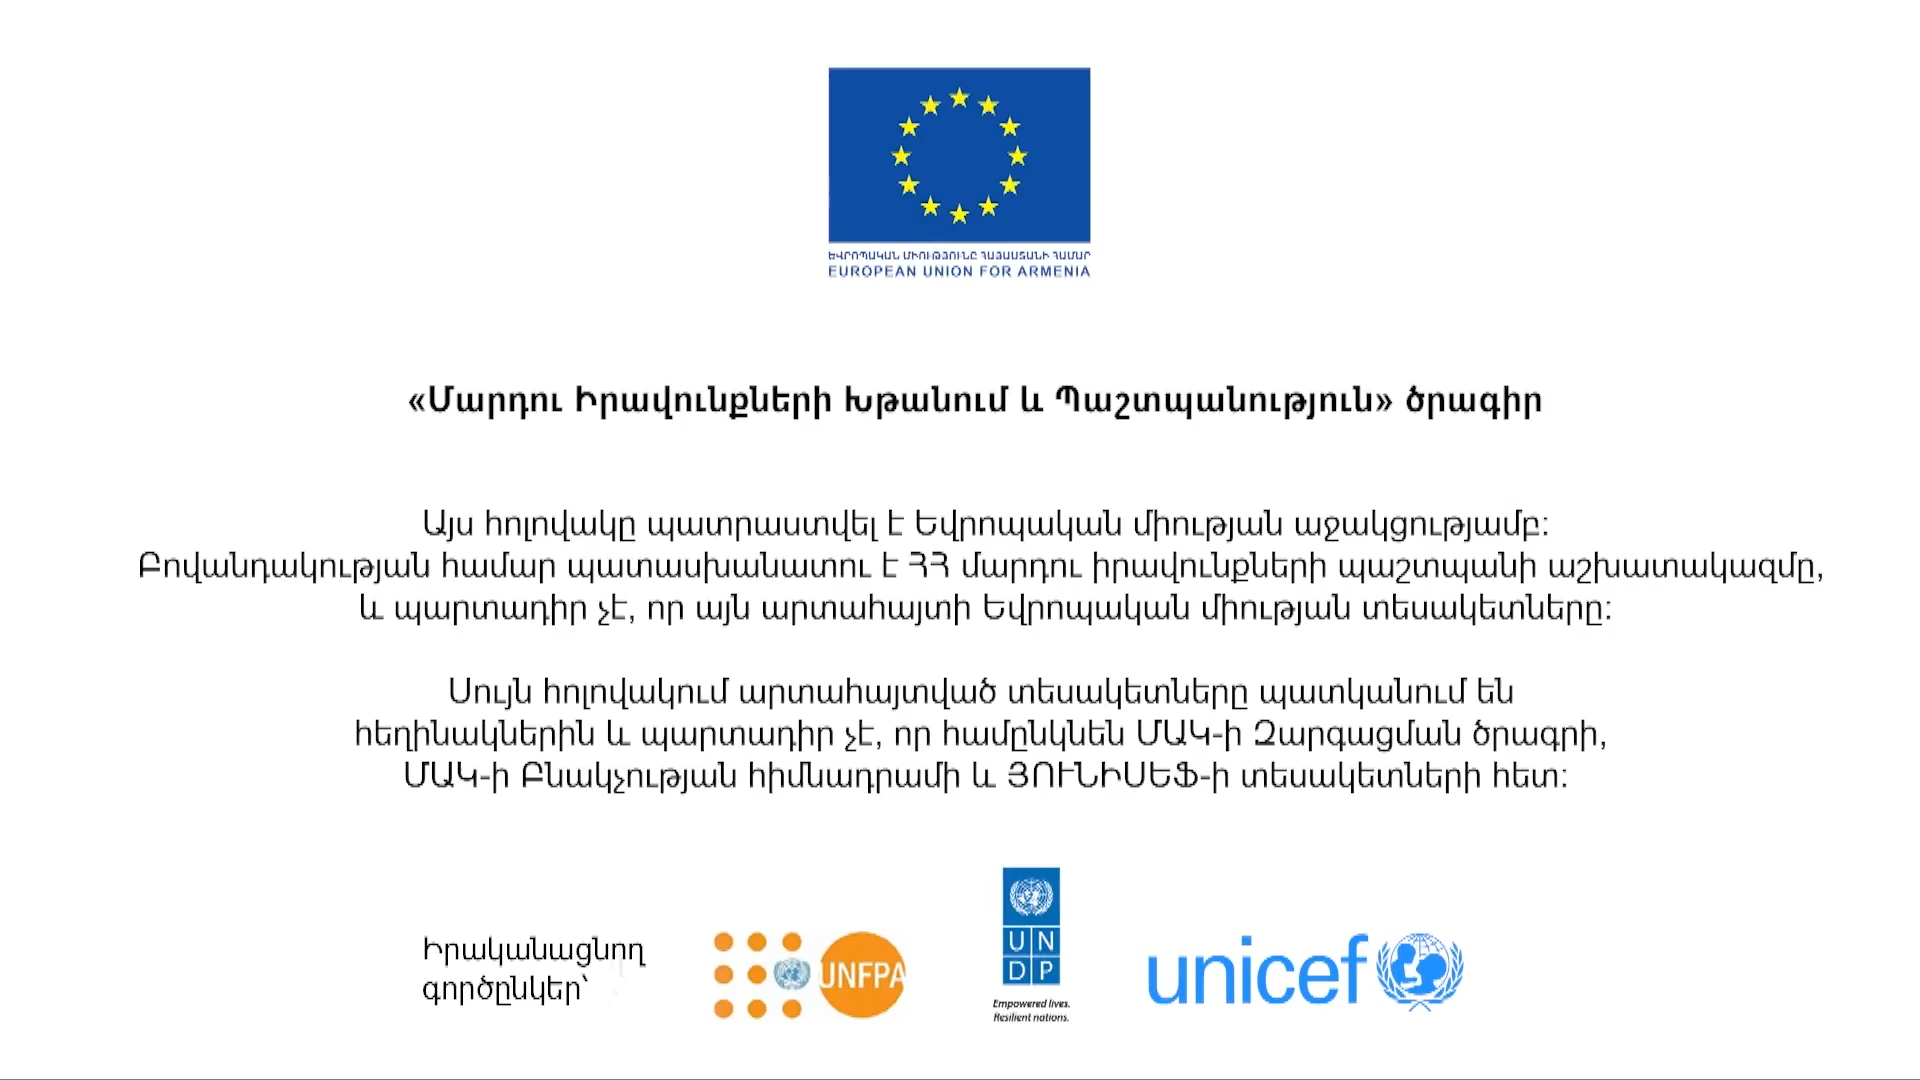 ԵՎՐՈՊԱԿԱՆ ՄԻՈՒԹՅՈՒՆԸ ՀԱՅԱՍՏԱՆԻ ՀԱՄԱՐ
EUROPEAN UNION FOR ARMENIA
«Մարդու Իրավունքների Խթանում և Պաշտպանություն» ծրագիր
Այս հոլովակը պատրաստվել է Եվրոպական միության աջակցությամբ:
Բովանդակության համար պատասխանատու է ՀՀ մարդու իրավունքների պաշտպանի աշխատակազմը,
և պարտադիր չէ, որ այն արտահայտի Եվրոպական միության տեսակետները:
Սույն հոլովակում արտահայտված տեսակետները պատկանում են
հեղինակներին և պարտադիր չէ, որ համընկնեն ՄԱԿ-ի Զարգացման ծրագրի,
ՄԱԿ-ի Բնակչության հիմնադրամի և ՅՈՒՆԻՍԵՖ-ի տեսակետների հետ:
Իրականացնող
գործընկեր՝
UNFPA
UN
DP
Empowered lives.
Resilient nations.
unicef